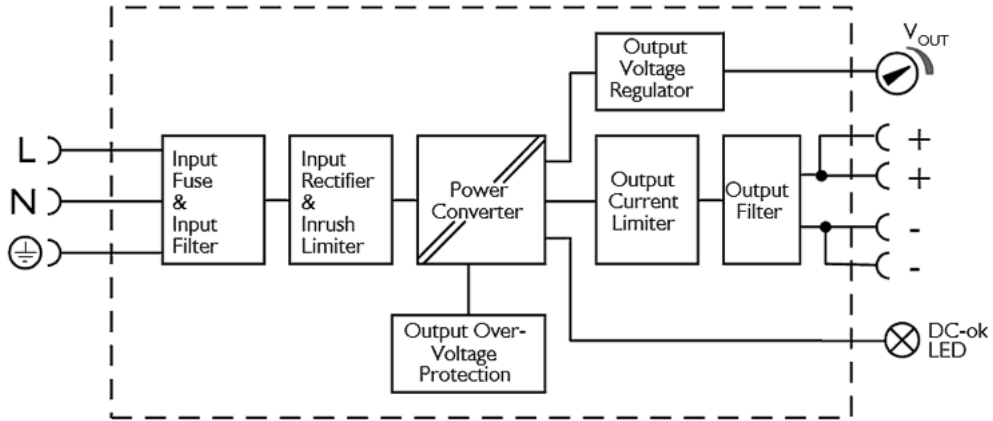 Output
Voltage
Regulator
V OUT
L
N
Input
Fuse
&
Input
Filter
Input
Rectifier
&
Inrush
Limiter
Power
Converter
Output
Current
Limiter
Output
Filter
+
+
-
-
Output Over-
Voltage
Protection
DC-ok
LED